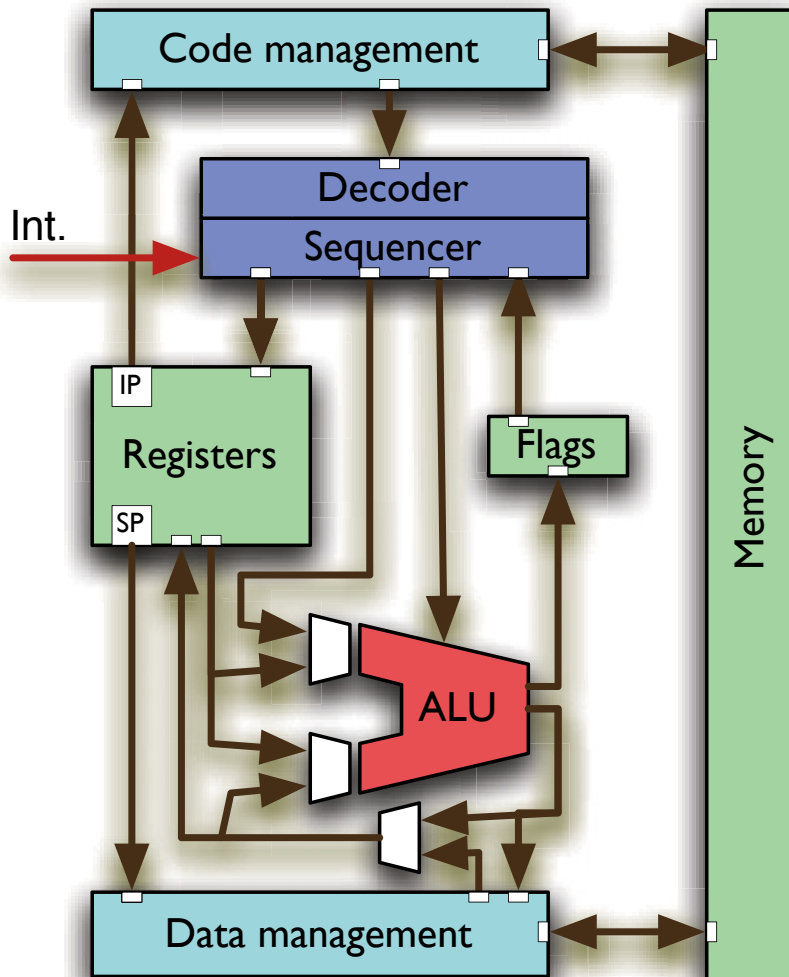 Code management
Decoder
Int.
Sequencer
IP
Registers
Flags
SP
Memory
ALU
Data management